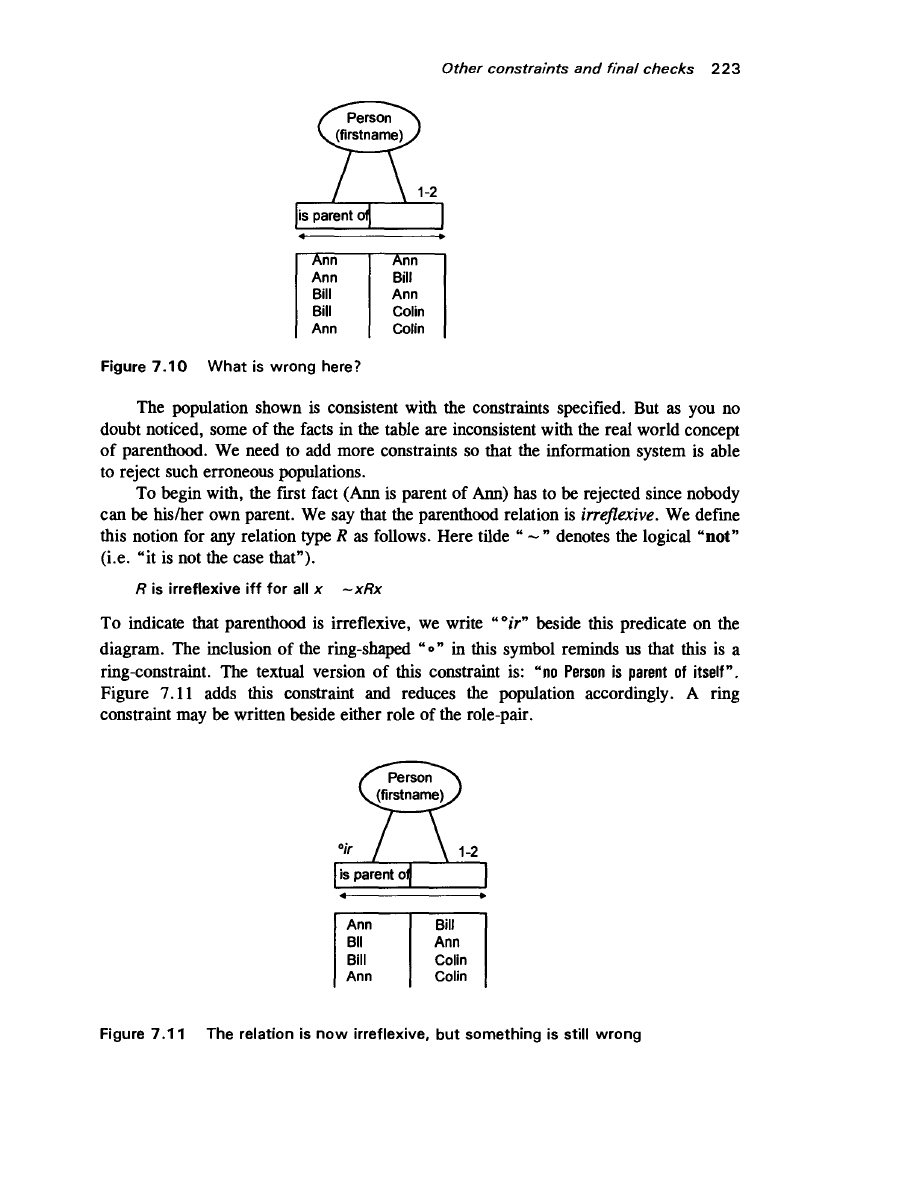 Other constraints and final checks 223
Person
(firstname)
1-2
is parent of
Ann Ann
Ann Bill
Bill Ann
Bill Colin
Ann Colin
Figure 7.10 What is wrong here?
The population shown is consistent with the constraints specified. But as you no
doubt noticed, some of the facts in the table are inconsistent with the real world concept
of parenthood. We need to add more constraints so that the information system is able
to reject such erroneous populations.
To begin with, the first fact (Ann is parent of Ann) has to be rejected since nobody
can be his/her own parent. We say that the parenthood relation is irreflexive. We define
this notion for any relation type R as follows. Here tilde “ ~ ” denotes the logical “not”
(i.e. “it is not the case that”).
R is irreflexive iff for all x ~xRx
To indicate that parenthood is irreflexive, we write “°ir” beside this predicate on the
diagram. The inclusion of the ring-shaped “∘” in this symbol reminds us that this is a
ring-constraint. The textual version of this constraint is: “no Person is parent of itself”.
Figure 7.11 adds this constraint and reduces the population accordingly. A ring
constraint may be written beside either role of the role-pair.
Person
(firstname)
°ir 1-2
is parent of
Ann Bill
Bll Ann
Bill Colin
Ann Colin
Figure 7.11 The relation is now irreflexive, but something is still wrong